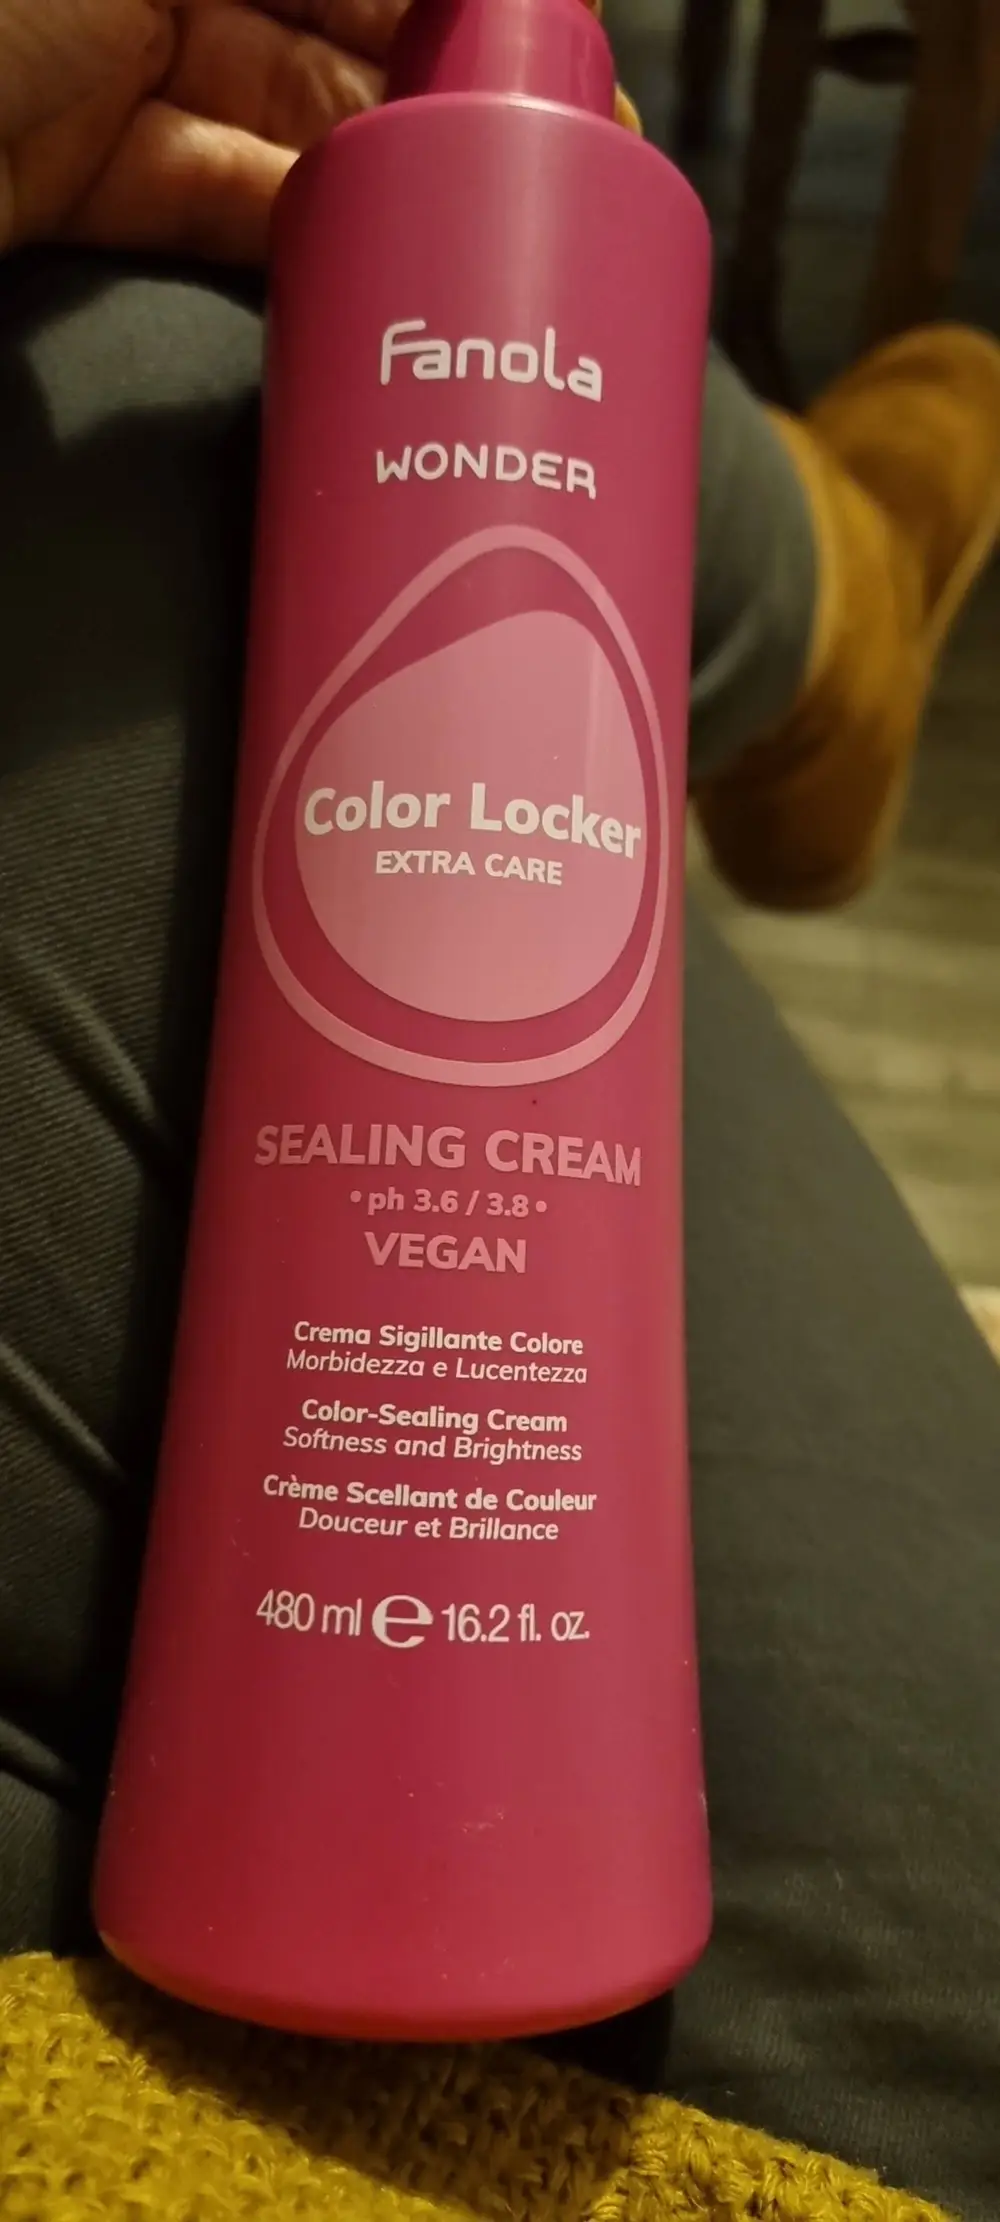 Fanola
WONDER
Color Locker
EXTRA CARE
SEALING CREAM
• ph 3.6 / 3.8 •
VEGAN
Crema Sigillante Colore
Morbidezza e Lucentezza
Color-Sealing Cream
Softness and Brightness
Crème Scellant de Couleur
Douceur et Brillance
480 ml e 16.2 fl. oz.